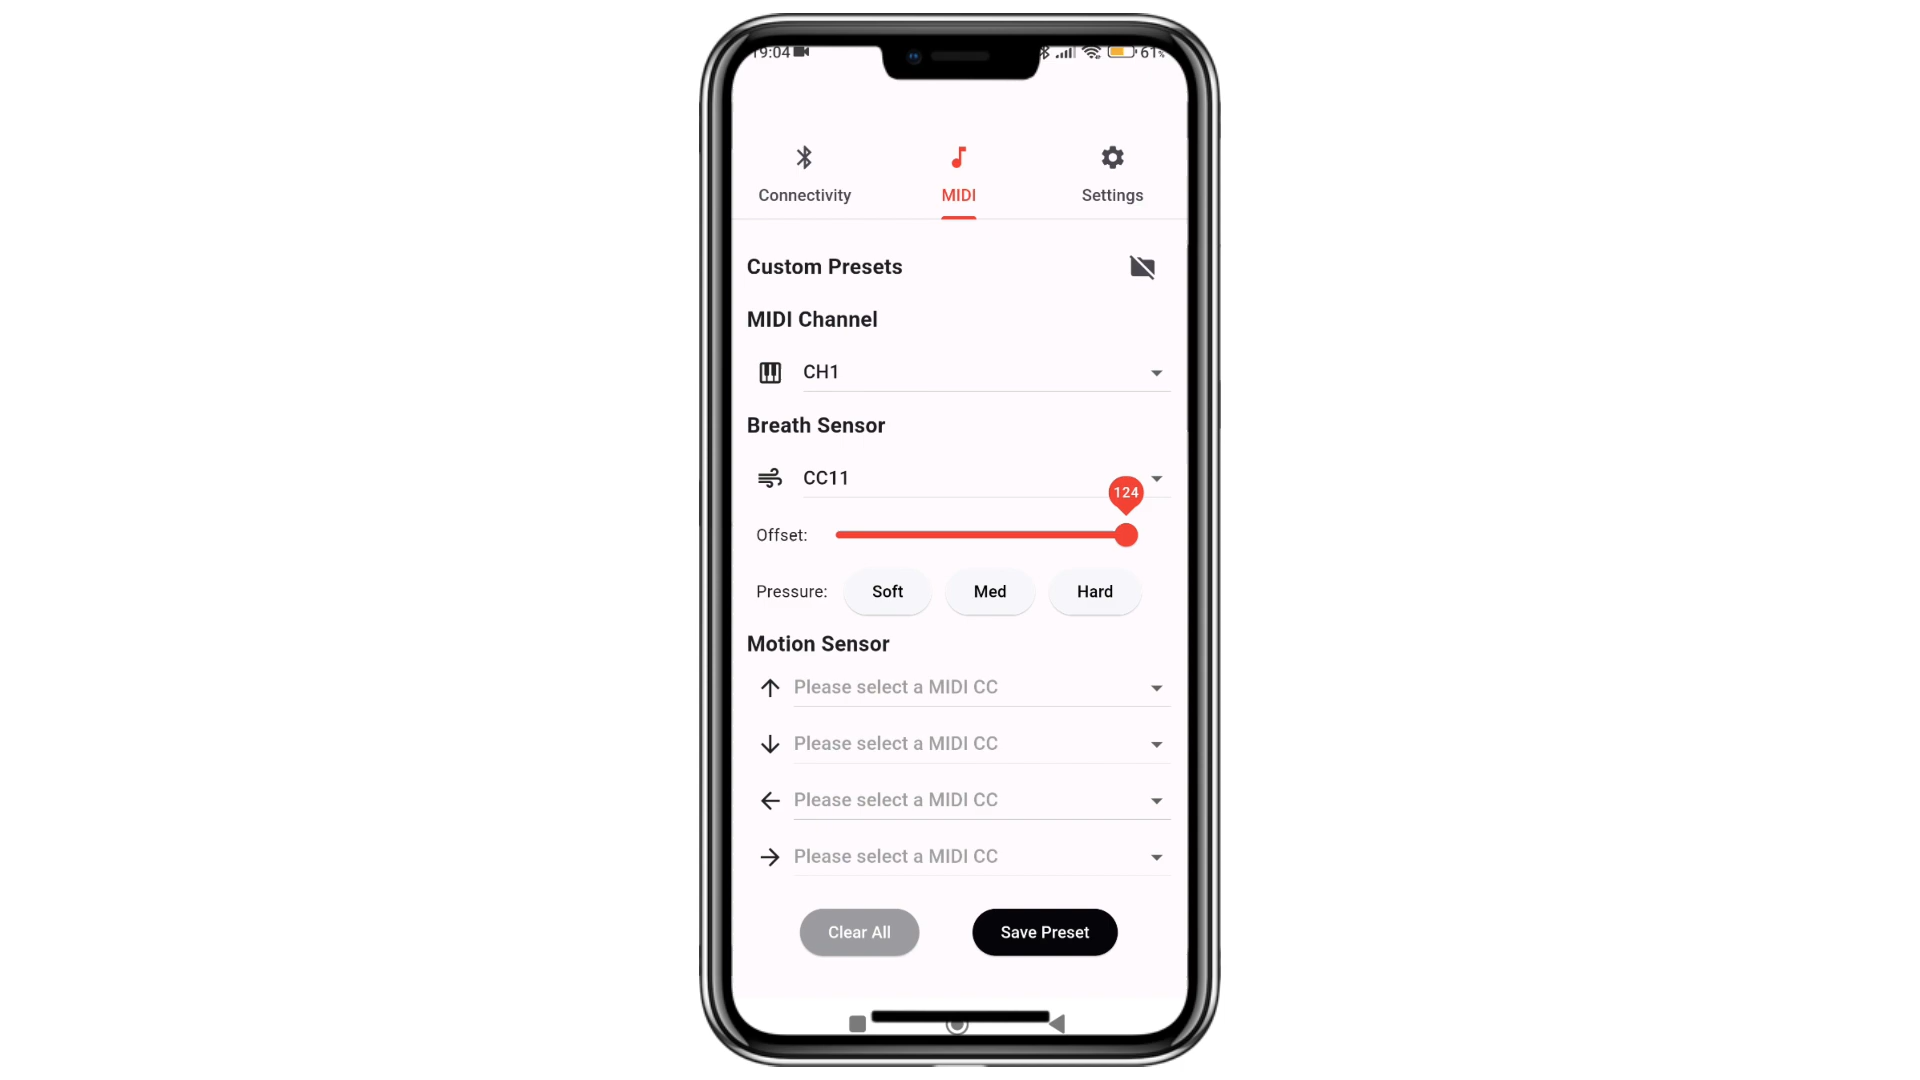 19:04 61%
Connectivity MIDI Settings
Custom Presets
MIDI Channel
CH1
Breath Sensor
CC11
124
Offset:
Pressure: Soft Med Hard
Motion Sensor
Please select a MIDI CC
Please select a MIDI CC
Please select a MIDI CC
Please select a MIDI CC
Clear All Save Preset